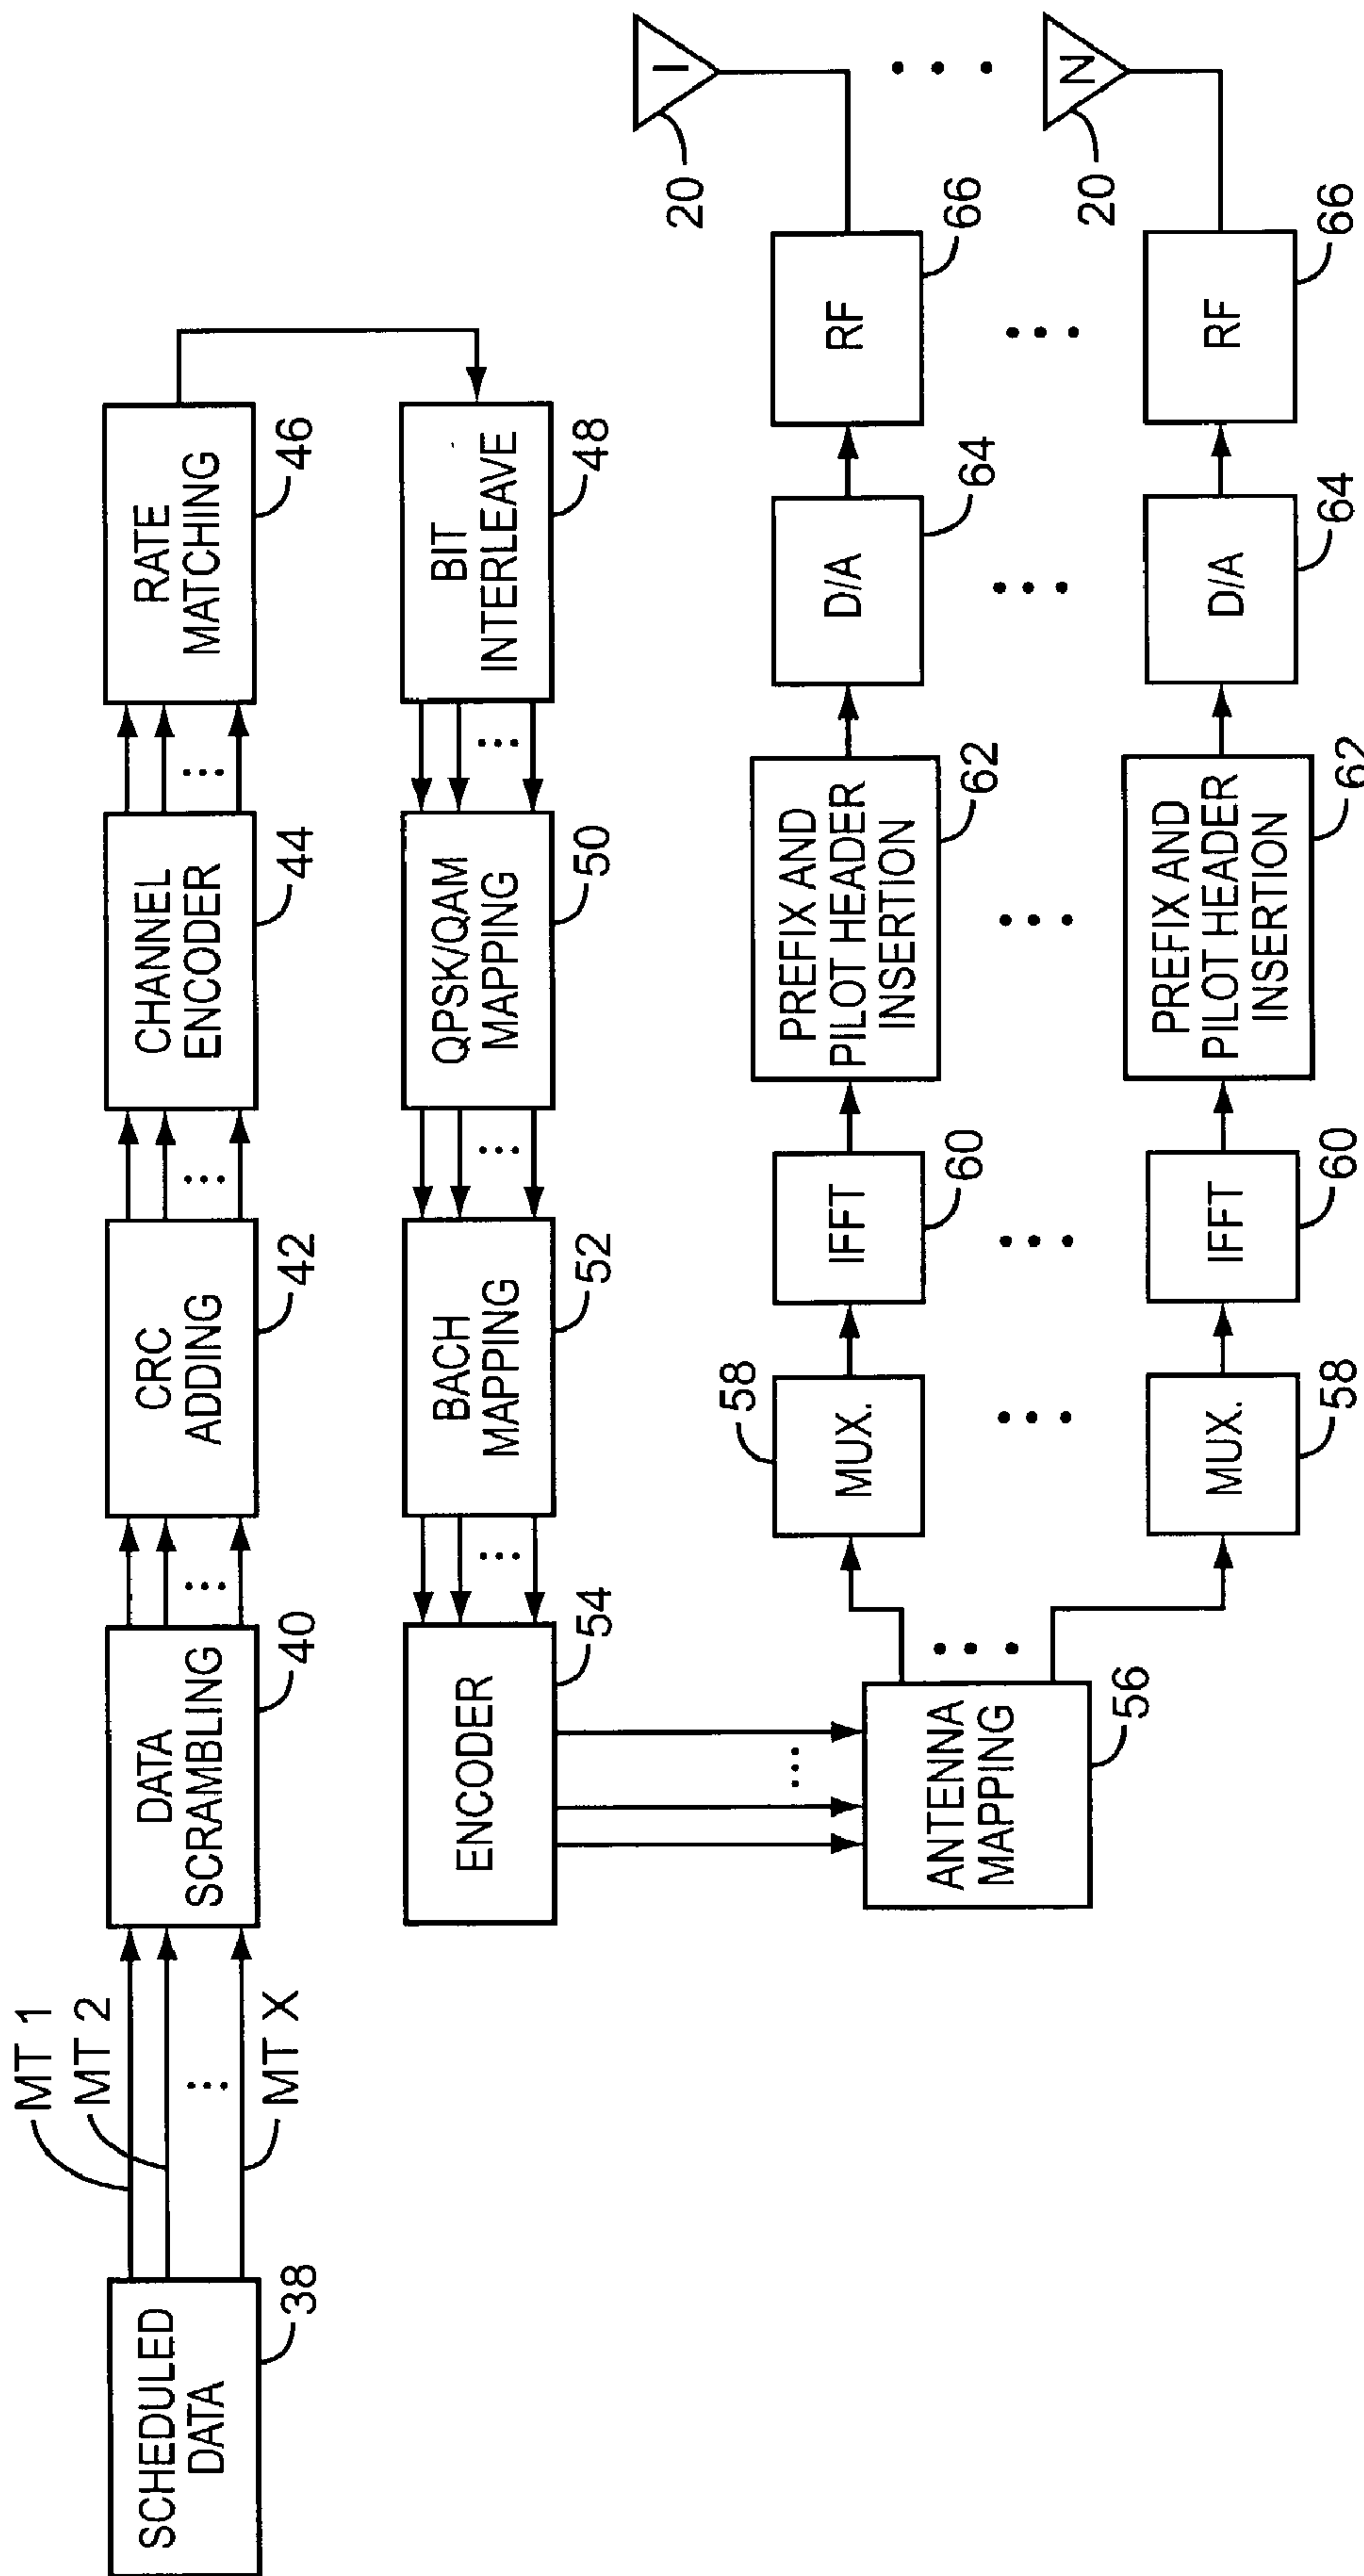 SCHEDULED
DATA
38
MT 1
MT 2
MT X
DATA
SCRAMBLING
40
CRC
ADDING
42
CHANNEL
ENCODER
44
RATE
MATCHING
46
BIT
INTERLEAVE
48
QPSK/QAM
MAPPING
50
BACH
MAPPING
52
ENCODER
54
ANTENNA
MAPPING
56
MUX.
58
IFFT
60
PREFIX AND
PILOT HEADER
INSERTION
62
D/A
64
RF
66
I
20
MUX.
58
IFFT
60
PREFIX AND
PILOT HEADER
INSERTION
62
D/A
64
RF
66
N
20